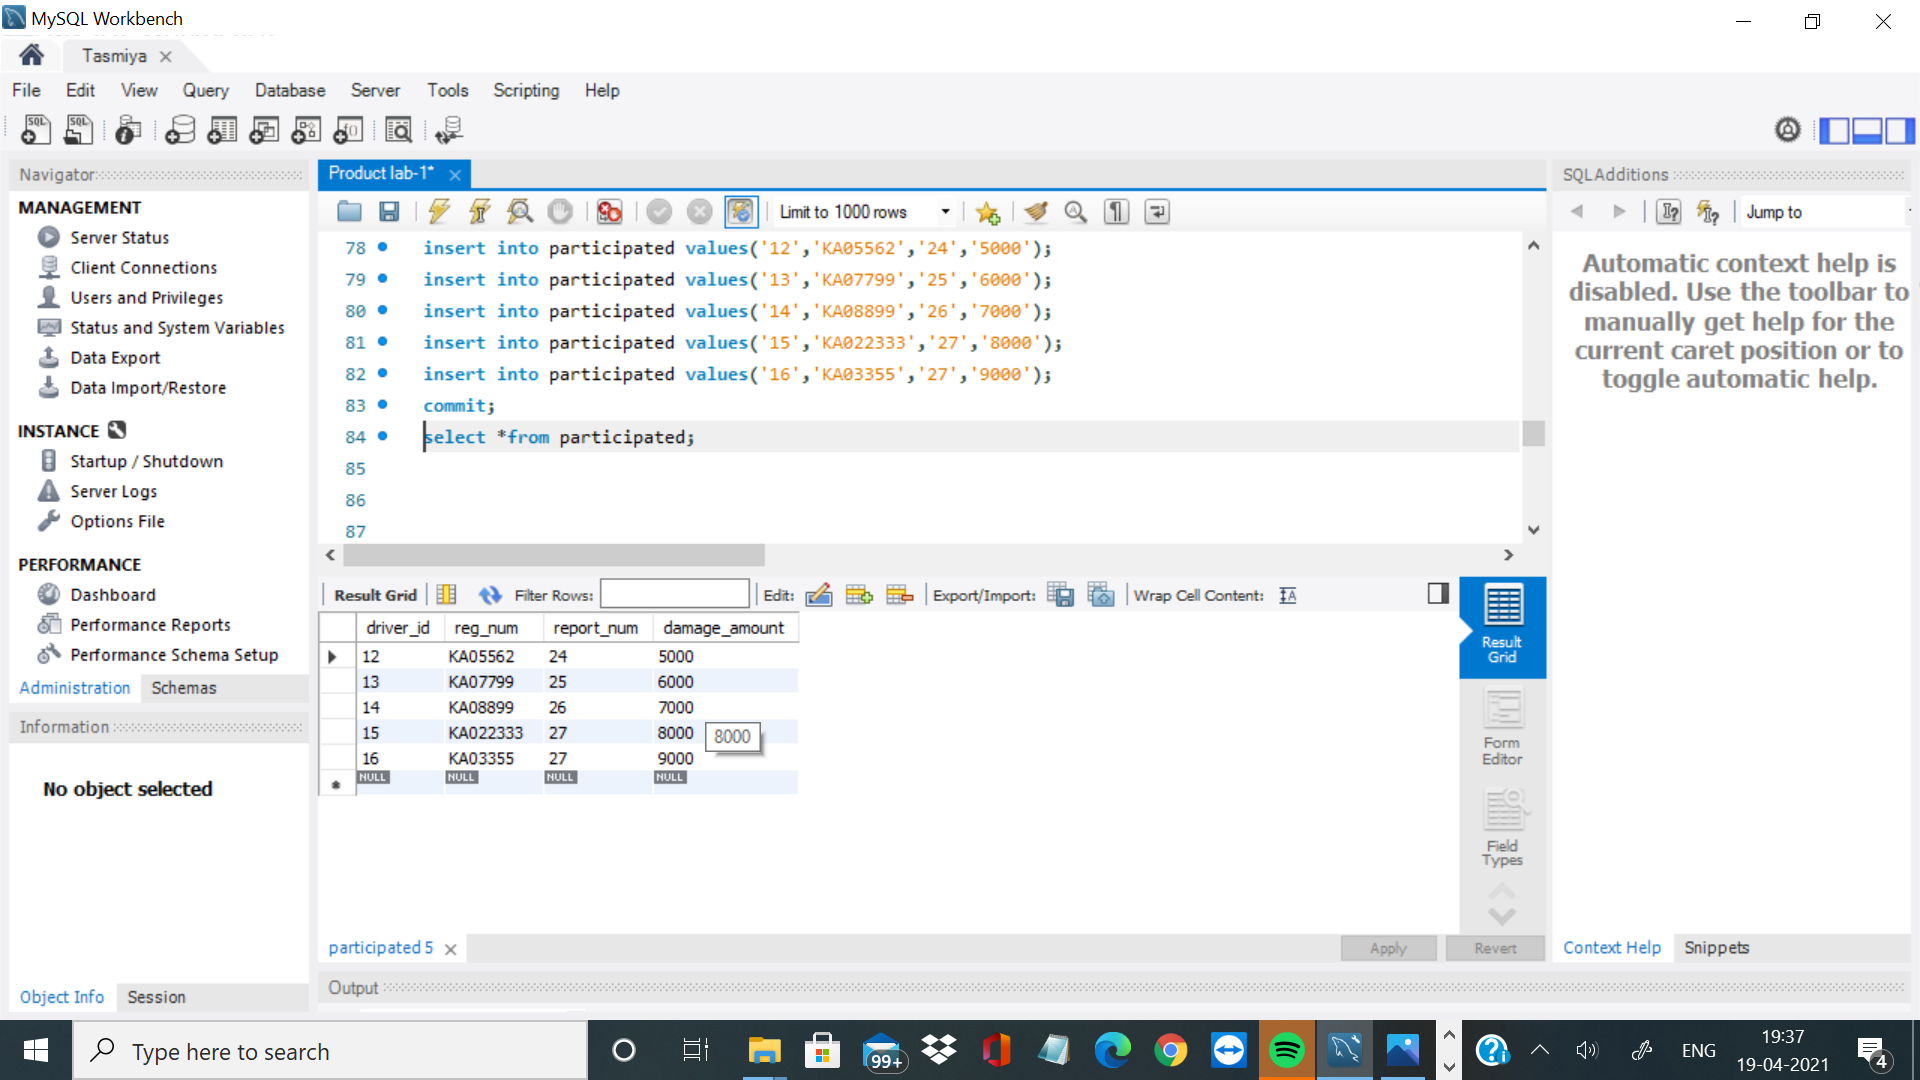 MySQL Workbench
Tasmiya
File Edit View Query Database Server Tools Scripting Help
Navigator
MANAGEMENT
Server Status
Client Connections
Users and Privileges
Status and System Variables
Data Export
Data Import/Restore
INSTANCE
Startup / Shutdown
Server Logs
Options File
PERFORMANCE
Dashboard
Performance Reports
Performance Schema Setup
Administration Schemas
Information
No object selected
Object Info Session
Product lab-1*
Limit to 1000 rows
78 insert into participated values('12','KA05562','24','5000');
79 insert into participated values('13','KA07799','25','6000');
80 insert into participated values('14','KA08899','26','7000');
81 insert into participated values('15','KA022333','27','8000');
82 insert into participated values('16','KA03355','27','9000');
83 commit;
84 select *from participated;
85
86
87
Result Grid Filter Rows: Edit: Export/Import: Wrap Cell Content:
driver_id reg_num report_num damage_amount
12 KA05562 24 5000
13 KA07799 25 6000
14 KA08899 26 7000
15 KA022333 27 8000
8000
16 KA03355 27 9000
NULL NULL NULL NULL
Result
Grid
Form
Editor
Field
Types
participated 5
Apply Revert
Output
SQLAdditions
Jump to
Automatic context help is
disabled. Use the toolbar to
manually get help for the
current caret position or to
toggle automatic help.
Context Help Snippets
Type here to search
99+
ENG
19:37
19-04-2021
4